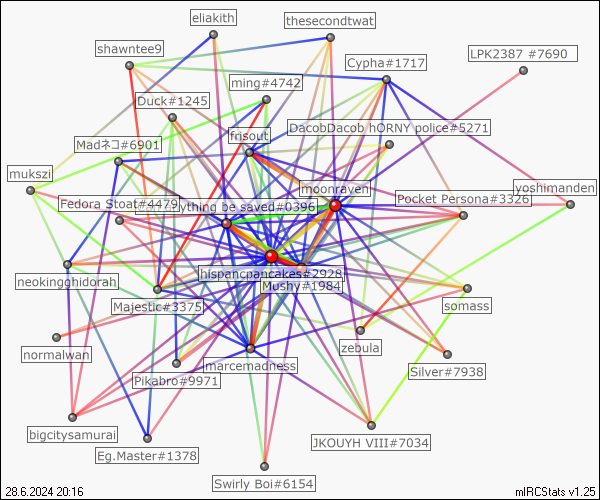 eliakith
thesecondtwat
shawntee9
LPK2387 #7690
Cypha#1717
ming#4742
Duck#1245
DacobDacob hORNY police#5271
frisout
Madネコ#6901
mukszi
moonraven
yoshimanden
Pocket Persona#3326
Fedora Stoat#4479
ything be saved#0396
hispancpancakes#2928
neokingghidorah
Mushy#1984
Majestic#3375
somass
normalwan
zebula
marcemadness
Silver#7938
Pikabro#9971
bigcitysamurai
JKOUYH VIII#7034
Eg.Master#1378
Swirly Boi#6154
28.6.2024 20:16
mIRCStats v1.25